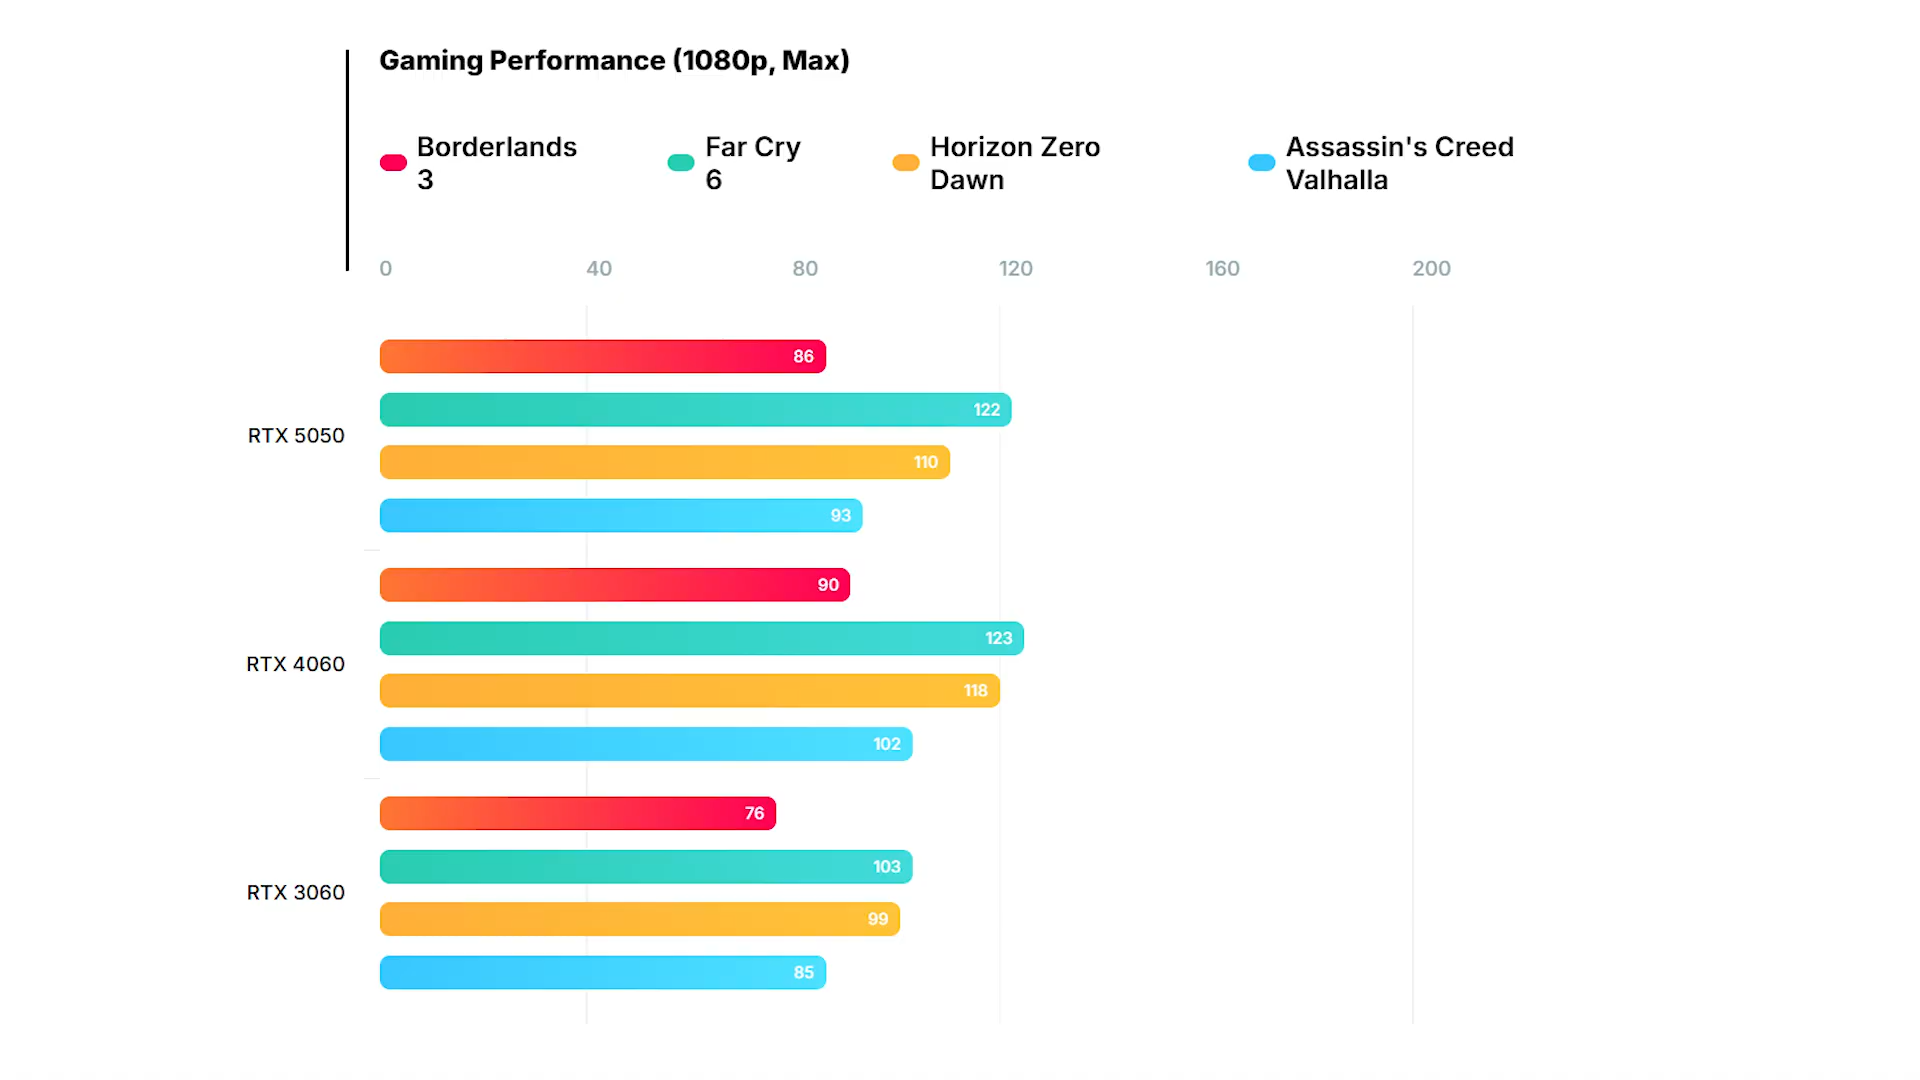 Gaming Performance (1080p, Max)
Borderlands
3
Far Cry
6
Horizon Zero
Dawn
Assassin's Creed
Valhalla
0 40 80 120 160 200
RTX 5050
86
122
110
93
RTX 4060
90
123
118
102
RTX 3060
76
103
99
85